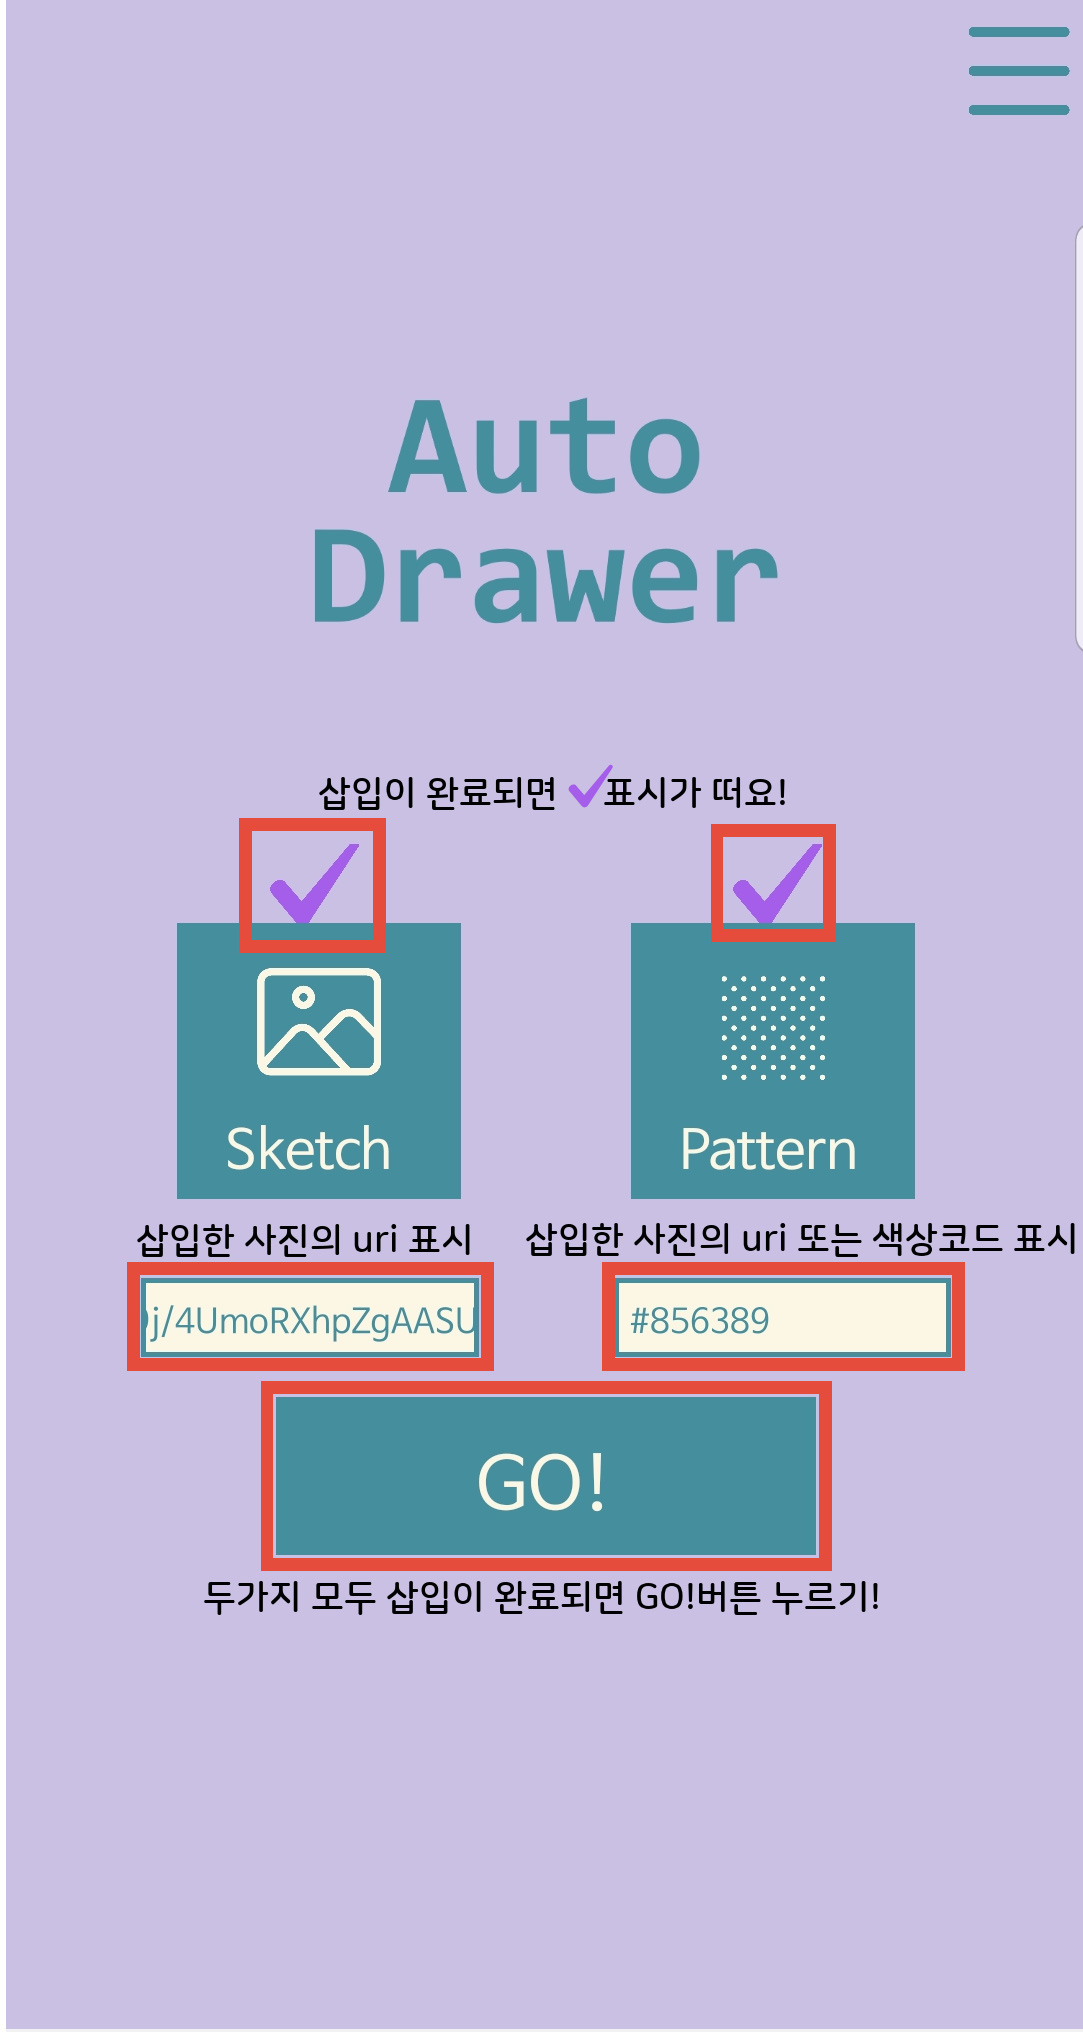 Auto
Drawer
삽입이 완료되면 ✓표시가 떠요!
Sketch
Pattern
삽입한 사진의 uri 표시
삽입한 사진의 uri 또는 색상코드 표시
j/4UmoRXhpZgAASU
#856389
GO!
두가지 모두 삽입이 완료되면 GO!버튼 누르기!